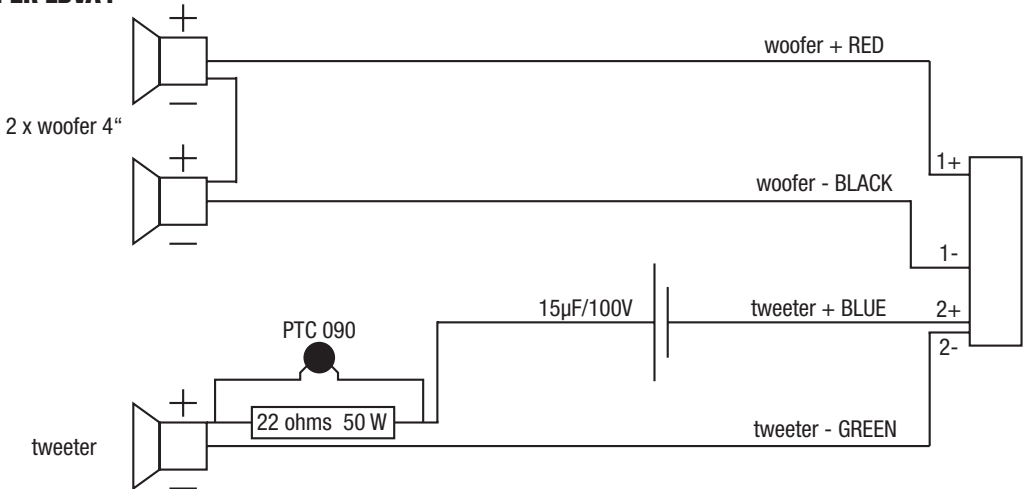 woofer + RED
2 x woofer 4“
1+
woofer - BLACK
1-
15µF/100V
tweeter + BLUE
2+
PTC 090
2-
22 ohms 50 W
tweeter - GREEN
tweeter